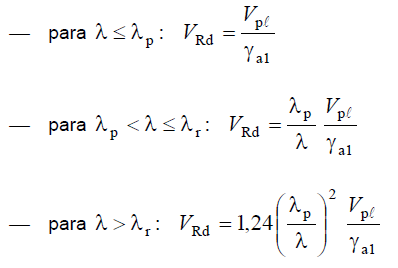 — para λ ≤ λp : VRd = Vpℓ / γa1
— para λp < λ ≤ λr : VRd = λp / λ Vpℓ / γa1
— para λ > λr : VRd = 1,24 (λp / λ)² Vpℓ / γa1